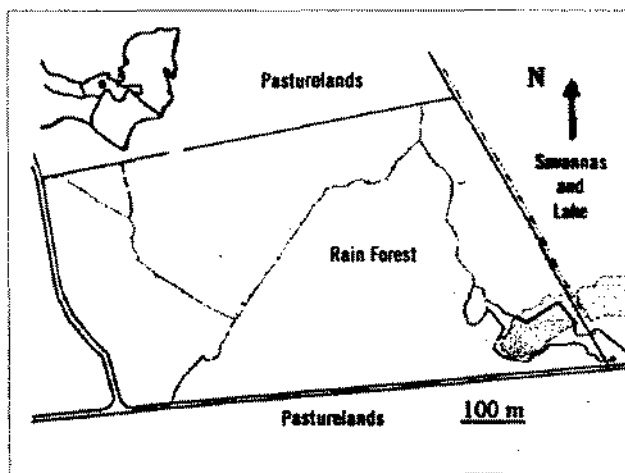 Pasturelands
N
Savannas
and
Lake
Rain Forest
Pasturelands
100 m